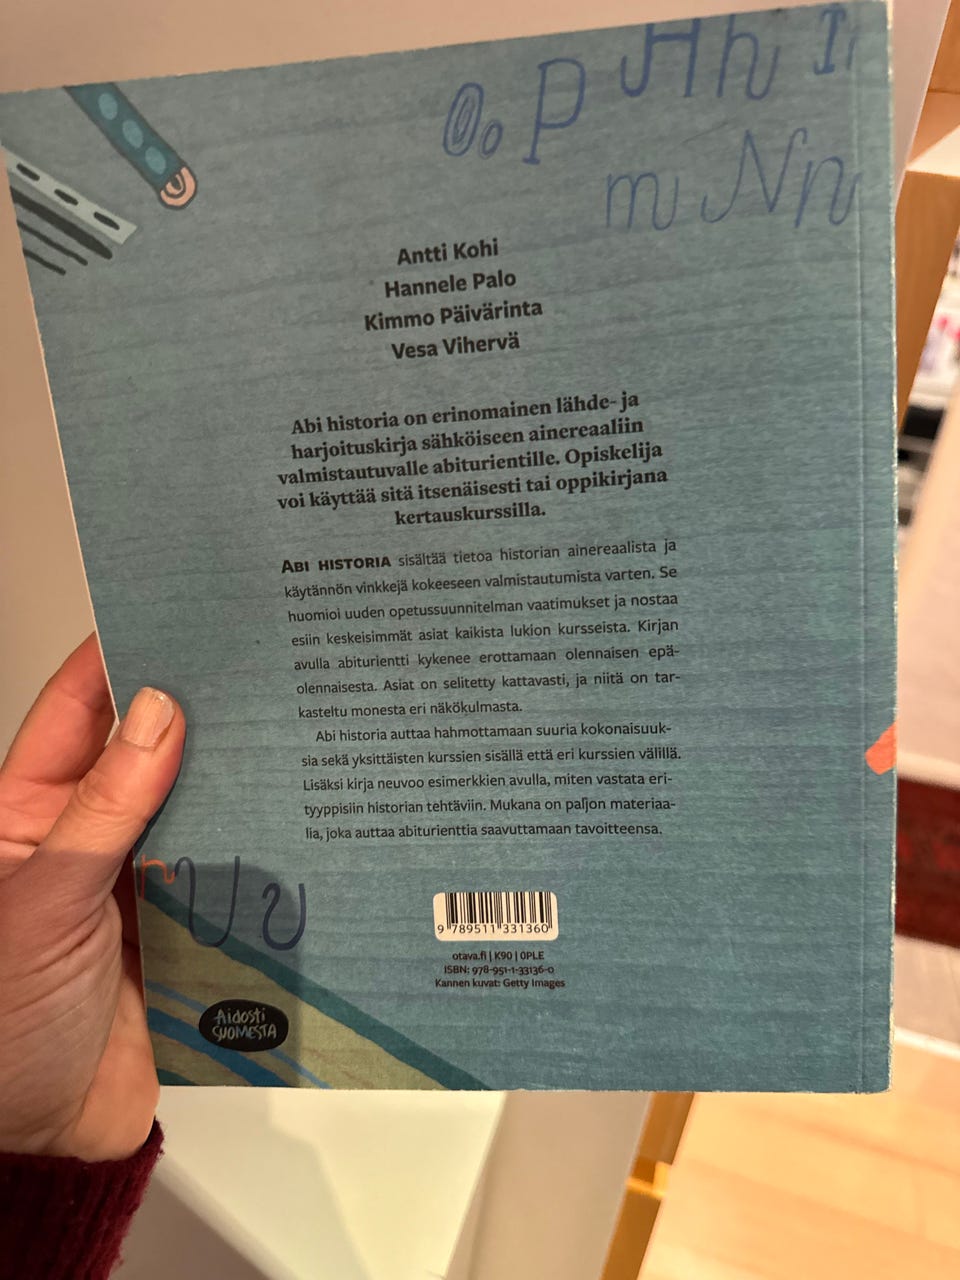 O o P p H h I i
m N n
Antti Kohi
Hannele Palo
Kimmo Päivärinta
Vesa Vihervä
Abi historia on erinomainen lähde- ja
harjoituskirja sähköiseen ainereaaliin
valmistautuvalle abiturientille. Opiskelija
voi käyttää sitä itsenäisesti tai oppikirjana
kertauskurssilla.
ABI HISTORIA sisältää tietoa historian ainereaalista ja
käytännön vinkkejä kokeeseen valmistautumista varten. Se
huomioi uuden opetussuunnitelman vaatimukset ja nostaa
esiin keskeisimmät asiat kaikista lukion kursseista. Kirjan
avulla abiturientti kykenee erottamaan olennaisen epä-
olennaisesta. Asiat on selitetty kattavasti, ja niitä on tar-
kasteltu monesta eri näkökulmasta.
Abi historia auttaa hahmottamaan suuria kokonaisuuk-
sia sekä yksittäisten kurssien sisällä että eri kurssien välillä.
Lisäksi kirja neuvoo esimerkkien avulla, miten vastata eri-
tyyppisiin historian tehtäviin. Mukana on paljon materiaa-
lia, joka auttaa abiturienttia saavuttamaan tavoitteensa.
U u
9 789511 331360
otava.fi | K90 | OPLE
ISBN: 978-951-1-33136-0
Kannen kuvat: Getty Images
Aidosti
SUOMESTA